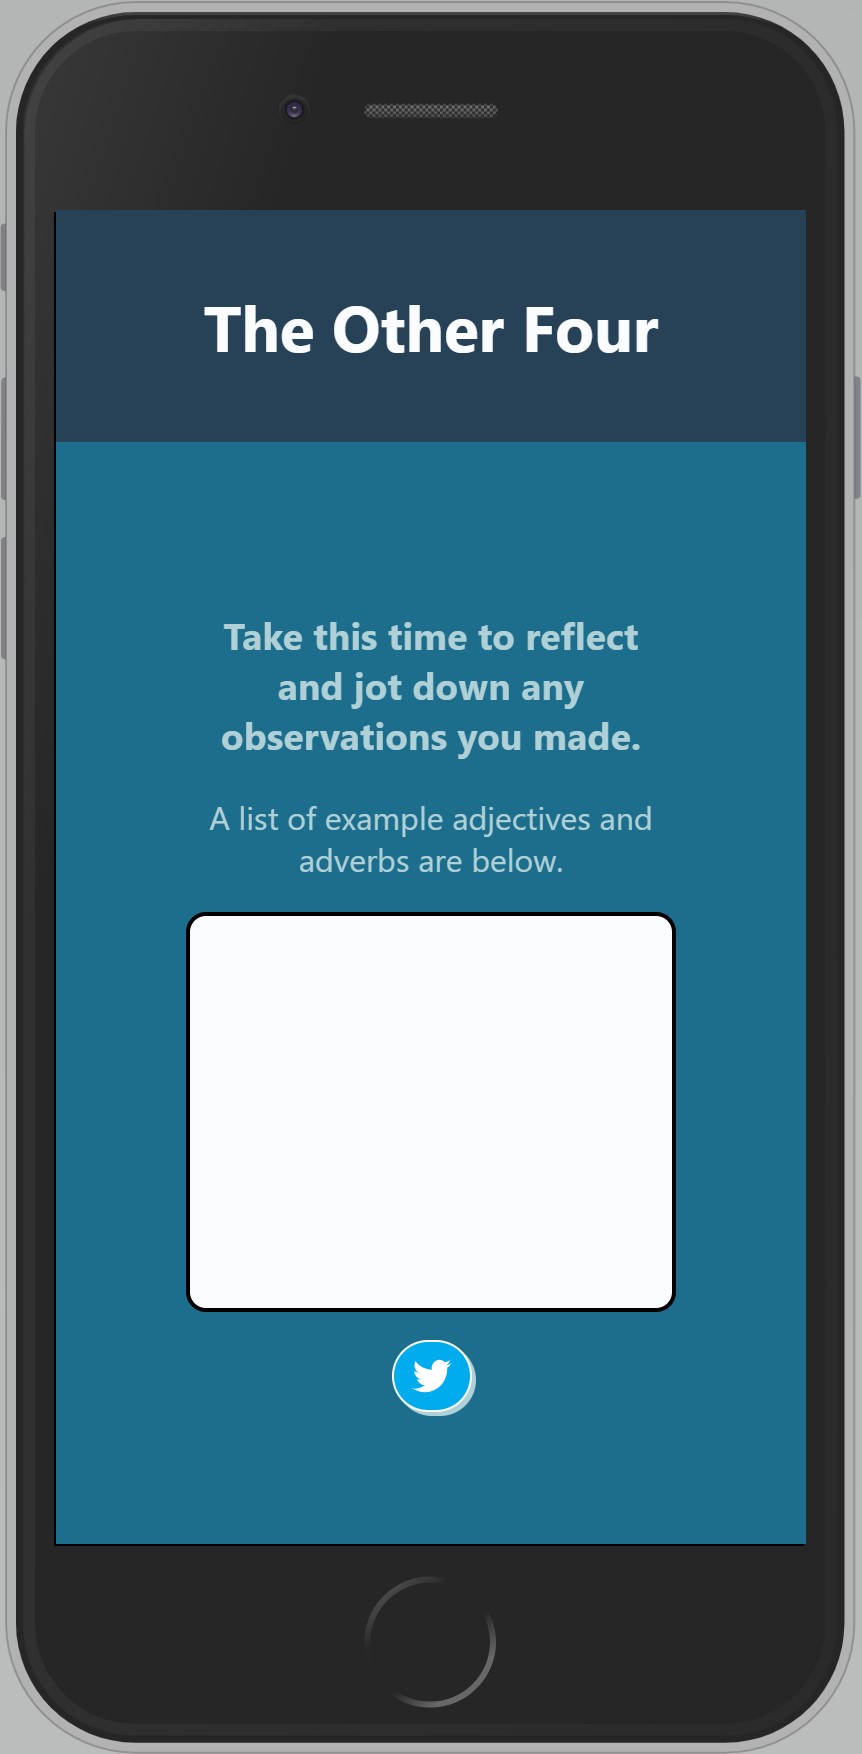 The Other Four
Take this time to reflect
and jot down any
observations you made.
A list of example adjectives and
adverbs are below.